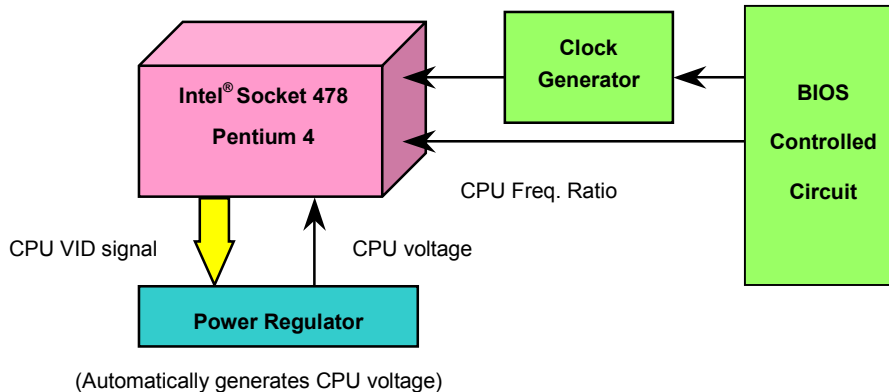 Intel® Socket 478
Pentium 4
Clock
Generator
BIOS
Controlled
Circuit
CPU Freq. Ratio
CPU VID signal
CPU voltage
Power Regulator
(Automatically generates CPU voltage)